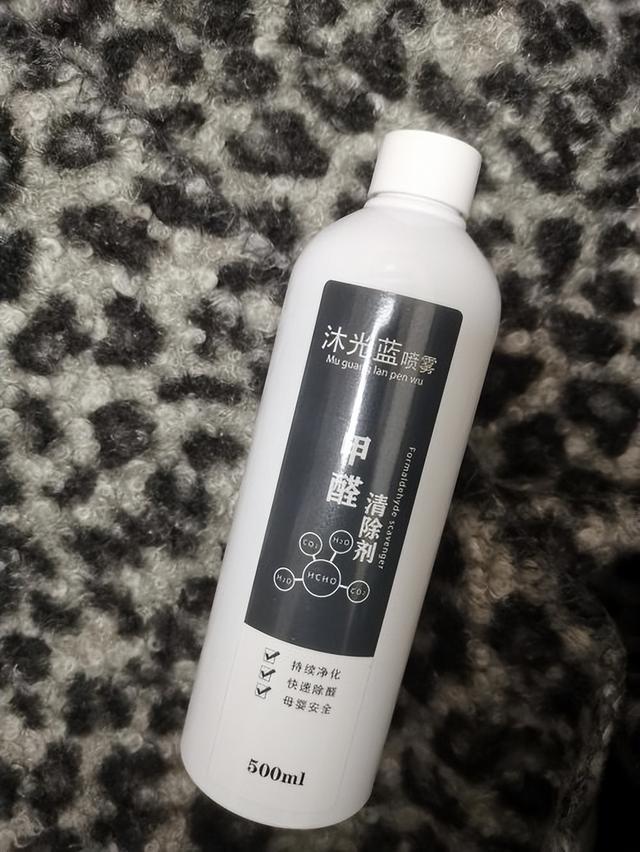 沐光蓝喷雾
Mu guang lan pen wu
甲醛
清除剂
Formaldehyde scavenger
CO₂
H₂O
H₂O
HCHO
CO₂
持续净化
快速除醛
母婴安全
500ml